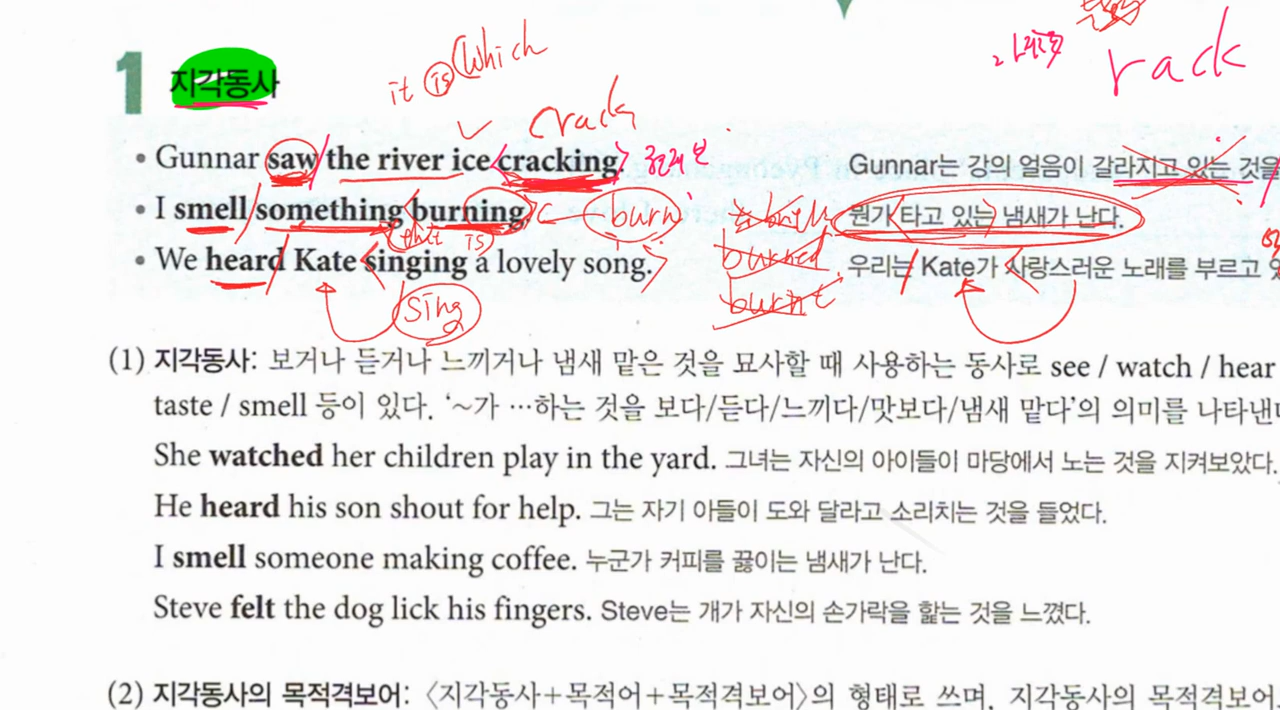 rack
it is which
1 지각동사
crack
• Gunnar saw the river ice cracking. Gunnar는 강의 얼음이 갈라지고 있는 것을
• I smell something burning. burn 뭔가 타고 있는 냄새가 난다.
that is
burned
• We heard Kate singing a lovely song. 우리는 Kate가 사랑스러운 노래를 부르고 있
sing
burnt
(1) 지각동사: 보거나 듣거나 느끼거나 냄새 맡은 것을 묘사할 때 사용하는 동사로 see / watch / hear
taste / smell 등이 있다. ‘~가 …하는 것을 보다/듣다/느끼다/맛보다/냄새 맡다’의 의미를 나타낸다
She watched her children play in the yard. 그녀는 자신의 아이들이 마당에서 노는 것을 지켜보았다.
He heard his son shout for help. 그는 자기 아들이 도와 달라고 소리치는 것을 들었다.
I smell someone making coffee. 누군가 커피를 끓이는 냄새가 난다.
Steve felt the dog lick his fingers. Steve는 개가 자신의 손가락을 핥는 것을 느꼈다.
(2) 지각동사의 목적격보어: 〈지각동사+목적어+목적격보어〉의 형태로 쓰며, 지각동사의 목적격보어